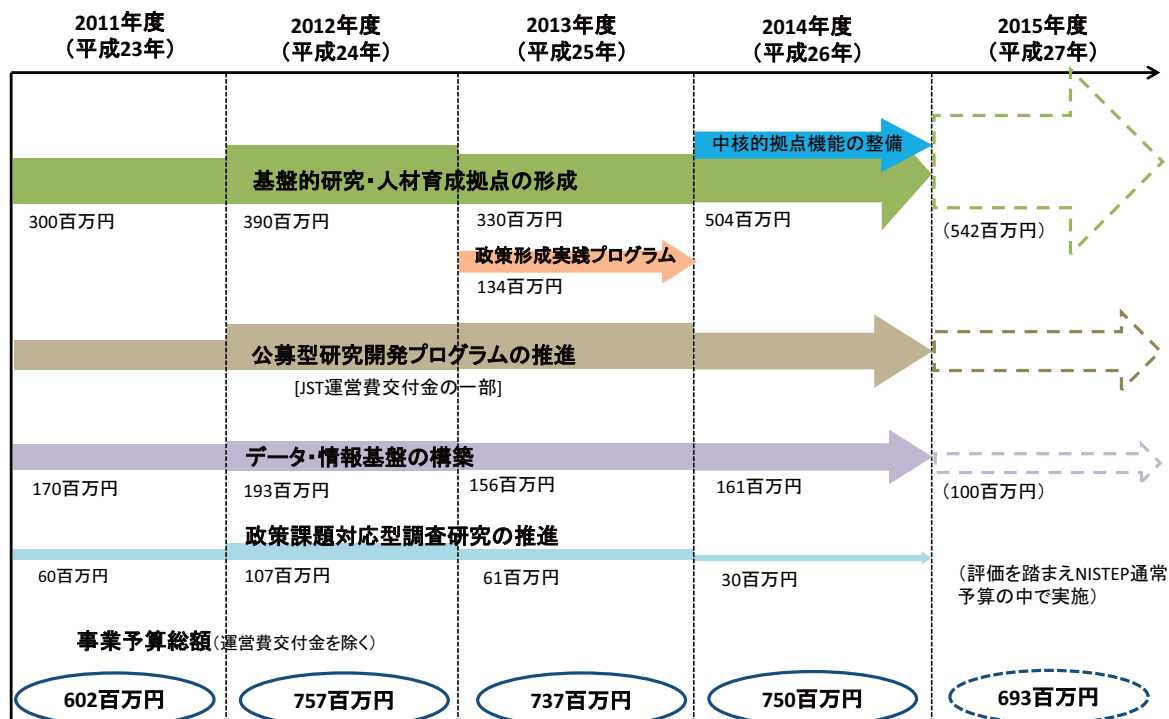 2011年度
(平成23年)
2012年度
(平成24年)
2013年度
(平成25年)
2014年度
(平成26年)
2015年度
(平成27年)
中核的拠点機能の整備
基盤的研究・人材育成拠点の形成
300百万円
390百万円
330百万円
504百万円
(542百万円)
政策形成実践プログラム
134百万円
公募型研究開発プログラムの推進
[JST運営費交付金の一部]
データ・情報基盤の構築
170百万円
193百万円
156百万円
161百万円
(100百万円)
政策課題対応型調査研究の推進
60百万円
107百万円
61百万円
30百万円
(評価を踏まえNISTEP通常
予算の中で実施)
事業予算総額(運営費交付金を除く)
602百万円
757百万円
737百万円
750百万円
693百万円